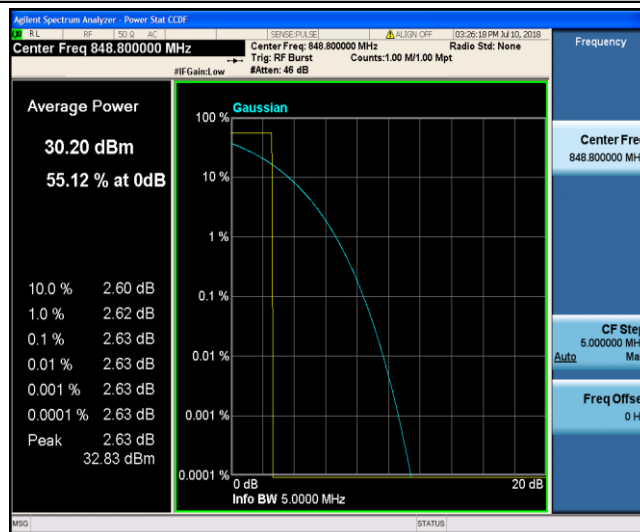 Agilent Spectrum Analyzer - Power Stat CCDF
RL RF 50 Ω AC SENSE:PULSE ALIGN OFF 03:26:18 PM Jul 10, 2018
Center Freq 848.800000 MHz
Center Freq: 848.800000 MHz Radio Std: None
Trig: RF Burst Counts:1.00 M/1.00 Mpt
#IFGain:Low #Atten: 46 dB
Frequency
Average Power
30.20 dBm
55.12 % at 0dB
10.0 % 2.60 dB
1.0 % 2.62 dB
0.1 % 2.63 dB
0.01 % 2.63 dB
0.001 % 2.63 dB
0.0001 % 2.63 dB
Peak 2.63 dB
32.83 dBm
Gaussian
100 %
10 %
1 %
0.1 %
0.01 %
0.001 %
0.0001 %
0 dB 20 dB
Info BW 5.0000 MHz
Center Fre
848.800000 MH
CF Ste
5.000000 MH
Auto Ma
Freq Offse
0 H
MSG STATUS